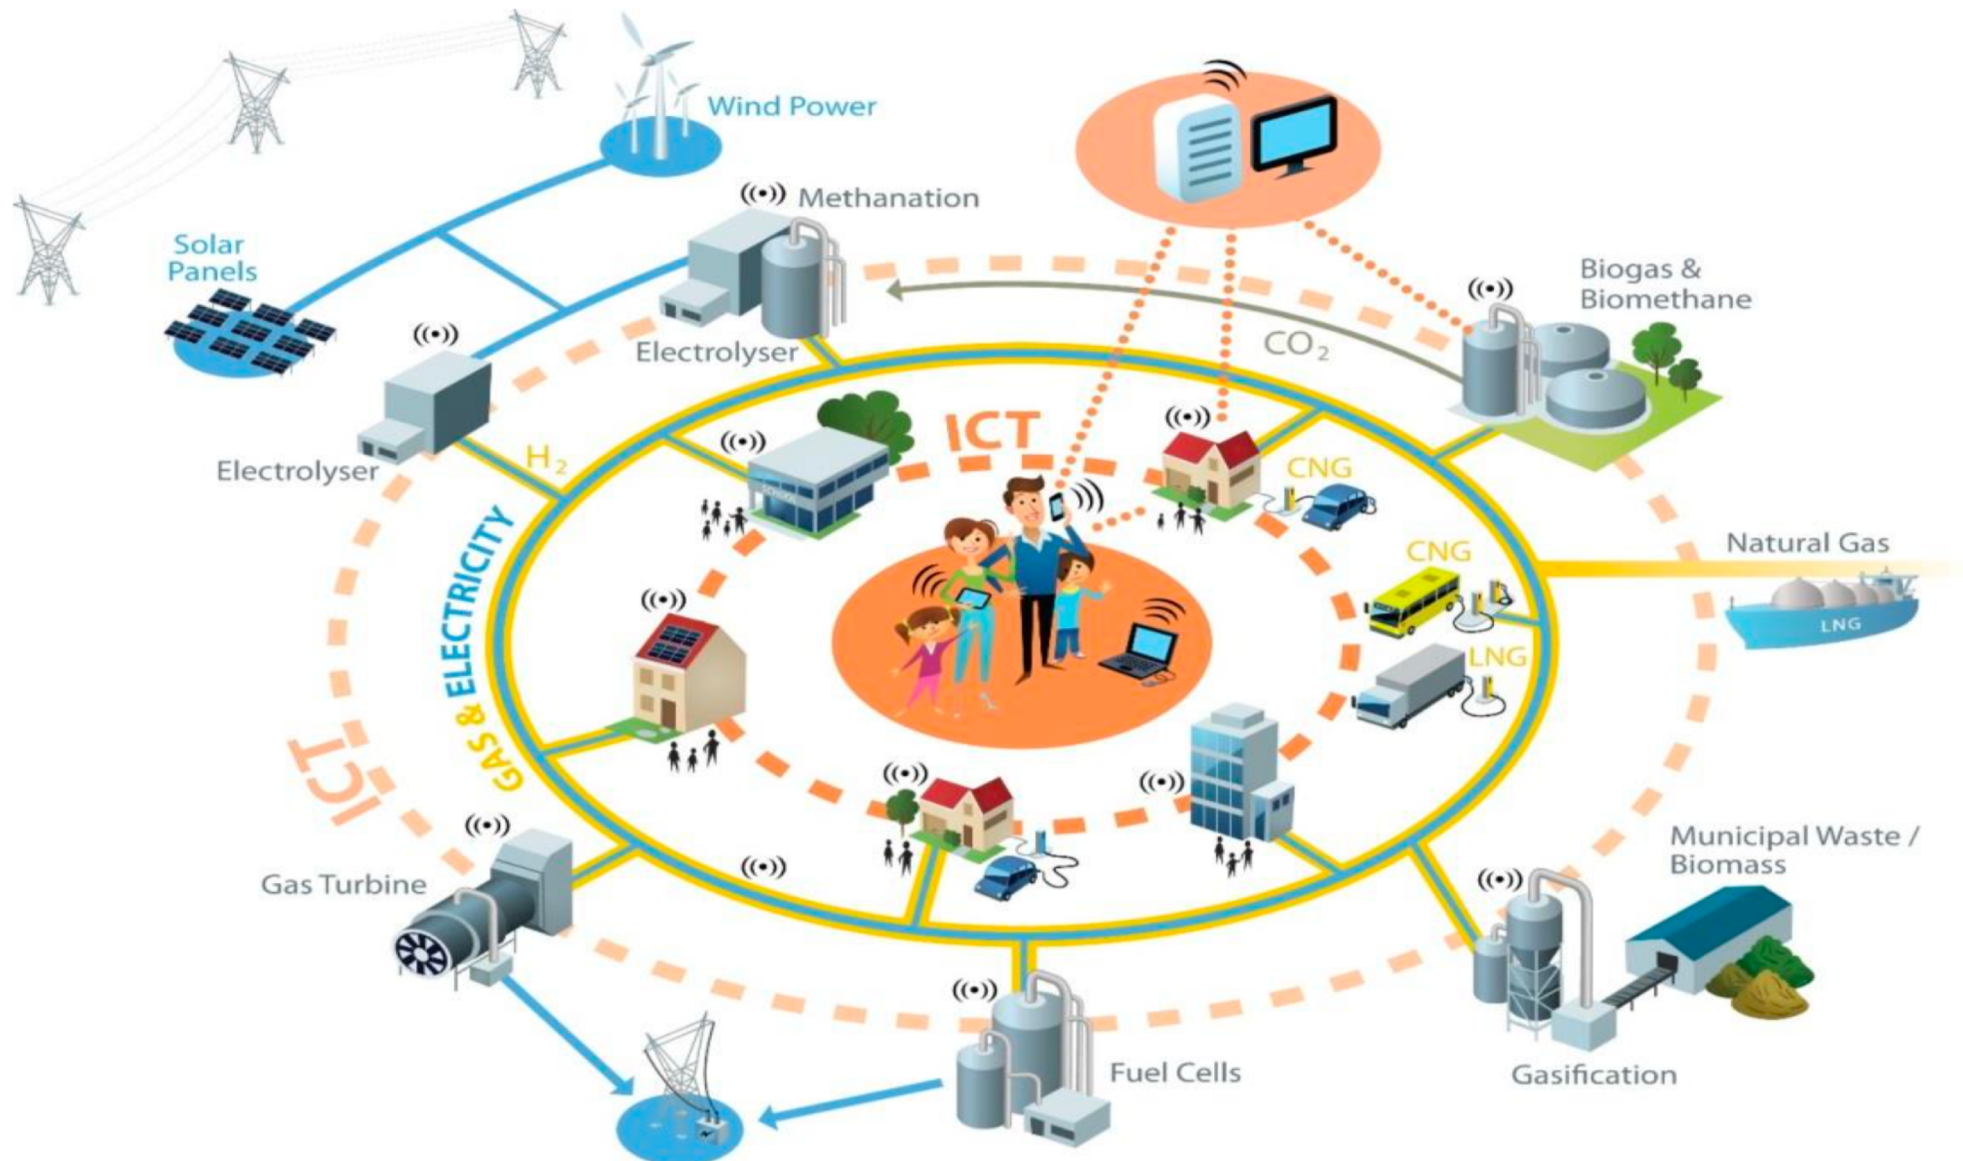 Wind Power
Methanation
Solar
Panels
Biogas &
Biomethane
Electrolyser
CO2
ICT
Electrolyser
H2
CNG
SCHOOL
CNG
Natural Gas
GAS & ELECTRICITY
LNG
LNG
ICT
Municipal Waste /
Biomass
Gas Turbine
Fuel Cells
Gasification